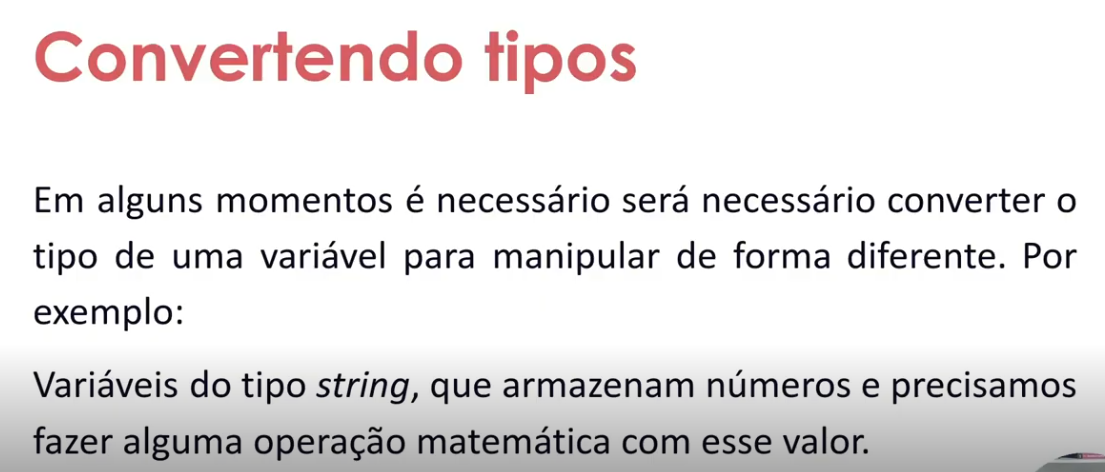 Convertendo tipos
Em alguns momentos é necessário será necessário converter o
tipo de uma variável para manipular de forma diferente. Por
exemplo:
Variáveis do tipo string, que armazenam números e precisamos
fazer alguma operação matemática com esse valor.